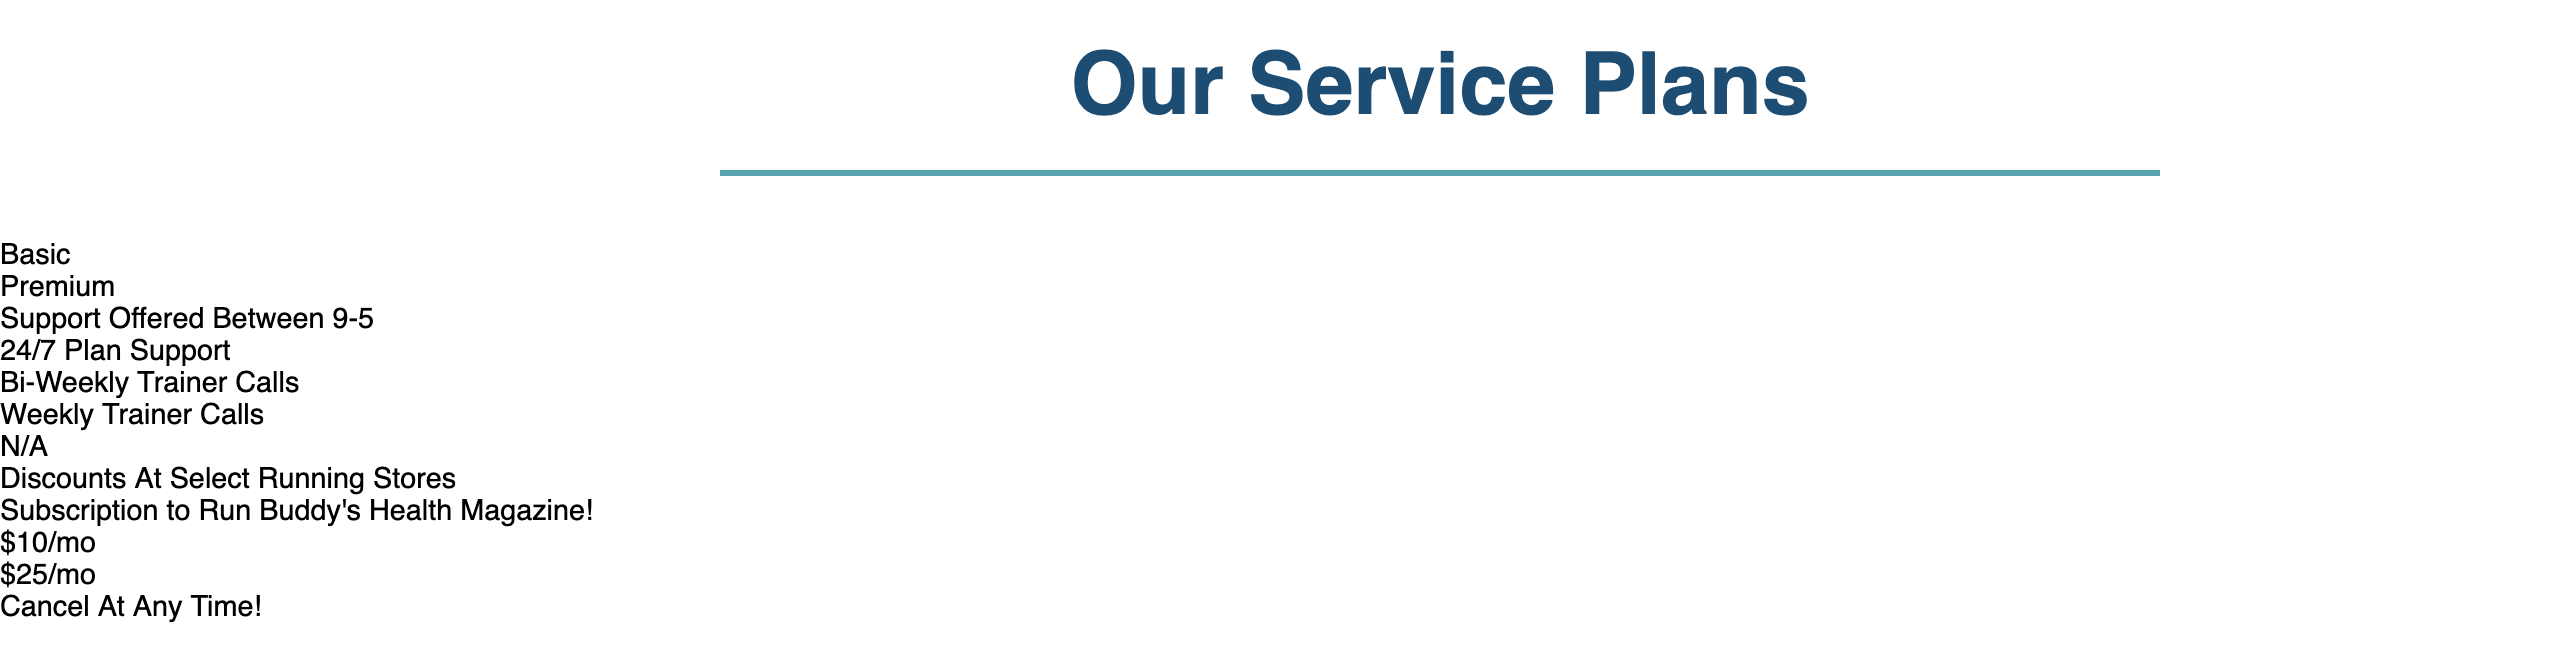 Our Service Plans
Basic
Premium
Support Offered Between 9-5
24/7 Plan Support
Bi-Weekly Trainer Calls
Weekly Trainer Calls
N/A
Discounts At Select Running Stores
Subscription to Run Buddy's Health Magazine!
$10/mo
$25/mo
Cancel At Any Time!